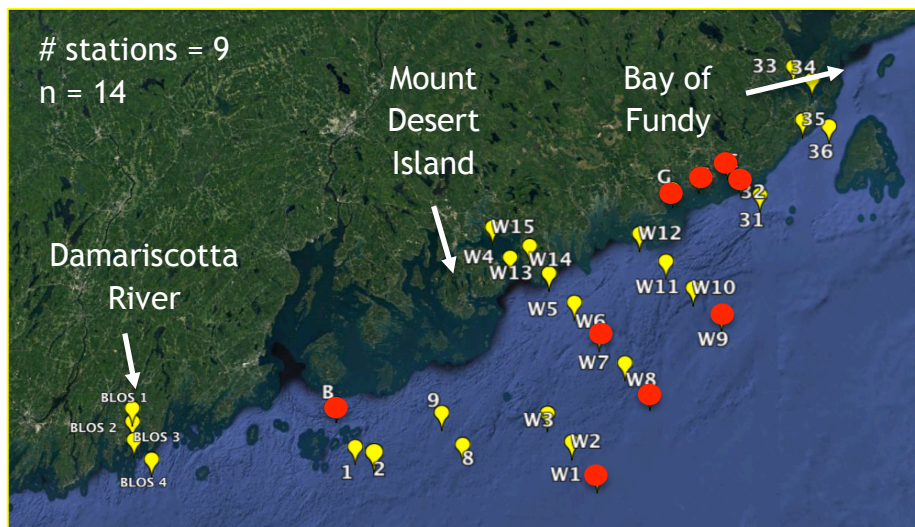 # stations = 9
n = 14
Mount
Desert
Island
Bay of
Fundy
Damariscotta
River
33
34
35
36
G
32
31
W15
W4
W14
W13
W12
W11
W10
W5
W6
W9
W7
W8
B
9
W3
8
W2
W1
1
2
BLOS 1
BLOS 2
BLOS 3
BLOS 4